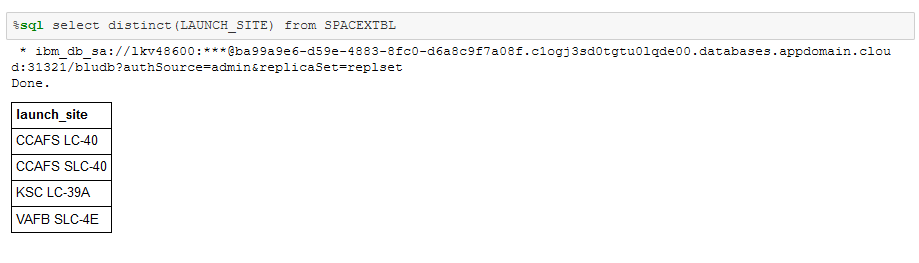 %sql select distinct(LAUNCH_SITE) from SPACEXTBL
* ibm_db_sa://lkv48600:***@ba99a9e6-d59e-4883-8fc0-d6a8c9f7a08f.c1ogj3sd0tgtu0lqde00.databases.appdomain.clou
d:31321/bludb?authSource=admin&replicaSet=replset
Done.
launch_site
CCAFS LC-40
CCAFS SLC-40
KSC LC-39A
VAFB SLC-4E